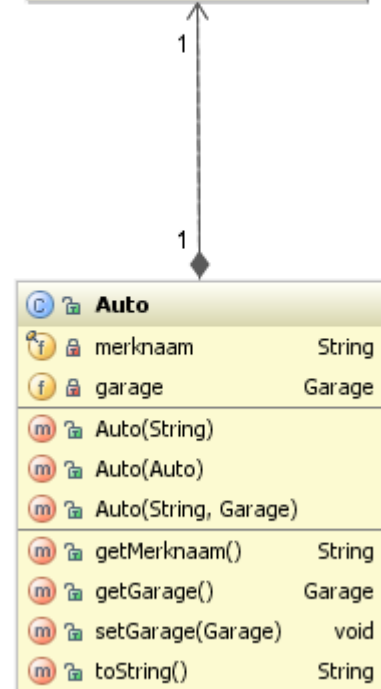 1
1
C Auto
f merknaam String
f garage Garage
m Auto(String)
m Auto(Auto)
m Auto(String, Garage)
m getMerknaam() String
m getGarage() Garage
m setGarage(Garage) void
m toString() String